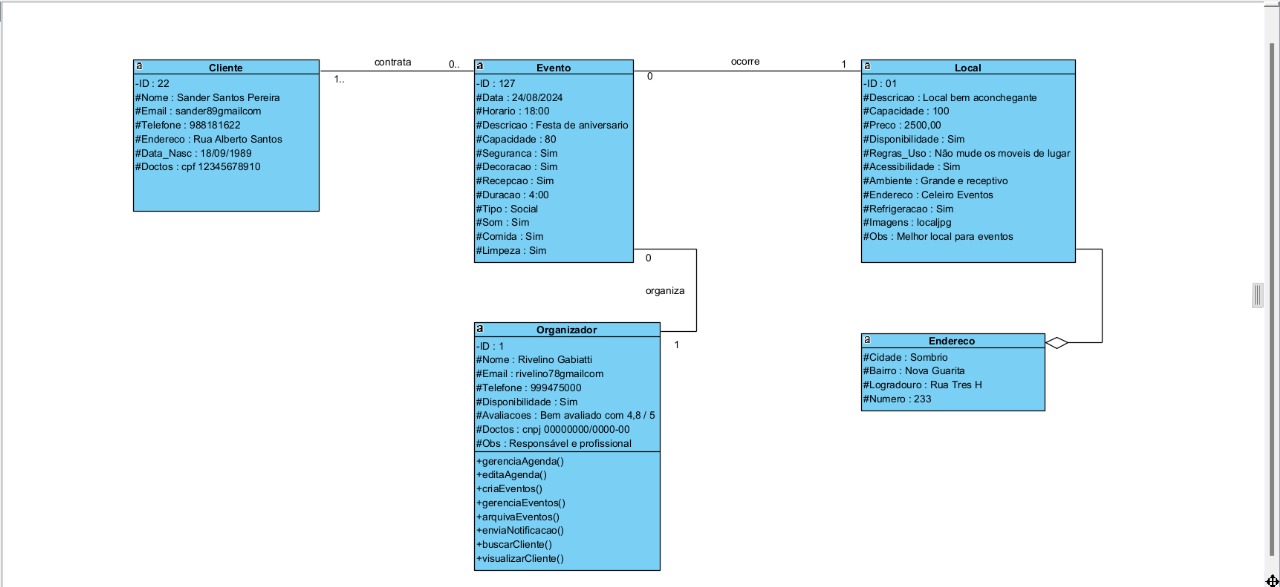 contrata
0..
1..
ocorre
0
1
a
Cliente
-ID : 22
#Nome : Sander Santos Pereira
#Email : sander89gmailcom
#Telefone : 988181622
#Endereco : Rua Alberto Santos
#Data_Nasc : 18/09/1989
#Doctos : cpf 12345678910
a
Evento
-ID : 127
#Data : 24/08/2024
#Horario : 18:00
#Descricao : Festa de aniversario
#Capacidade : 80
#Seguranca : Sim
#Decoracao : Sim
#Recepcao : Sim
#Duracao : 4:00
#Tipo : Social
#Som : Sim
#Comida : Sim
#Limpeza : Sim
a
Local
-ID : 01
#Descricao : Local bem aconchegante
#Capacidade : 100
#Preco : 2500,00
#Disponibilidade : Sim
#Regras_Uso : Não mude os moveis de lugar
#Acessibilidade : Sim
#Ambiente : Grande e receptivo
#Endereco : Celeiro Eventos
#Refrigeracao : Sim
#Imagens : localjpg
#Obs : Melhor local para eventos
0
organiza
1
a
Organizador
-ID : 1
#Nome : Rivelino Gabiatti
#Email : rivelino78gmailcom
#Telefone : 999475000
#Disponibilidade : Sim
#Avaliacoes : Bem avaliado com 4,8 / 5
#Doctos : cnpj 00000000/0000-00
#Obs : Responsável e profissional
+gerenciaAgenda()
+editaAgenda()
+criaEventos()
+gerenciaEventos()
+arquivaEventos()
+enviaNotificacao()
+buscarCliente()
+visualizarCliente()
a
Endereco
#Cidade : Sombrio
#Bairro : Nova Guarita
#Logradouro : Rua Tres H
#Numero : 233